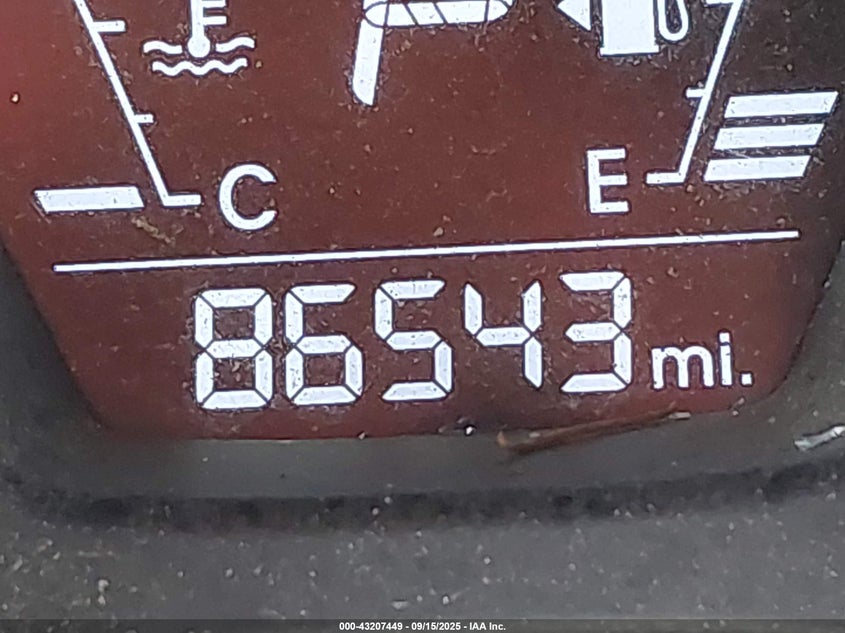 P
C E
86543 mi.
000-43207449 - 09/15/2025 - IAA Inc.